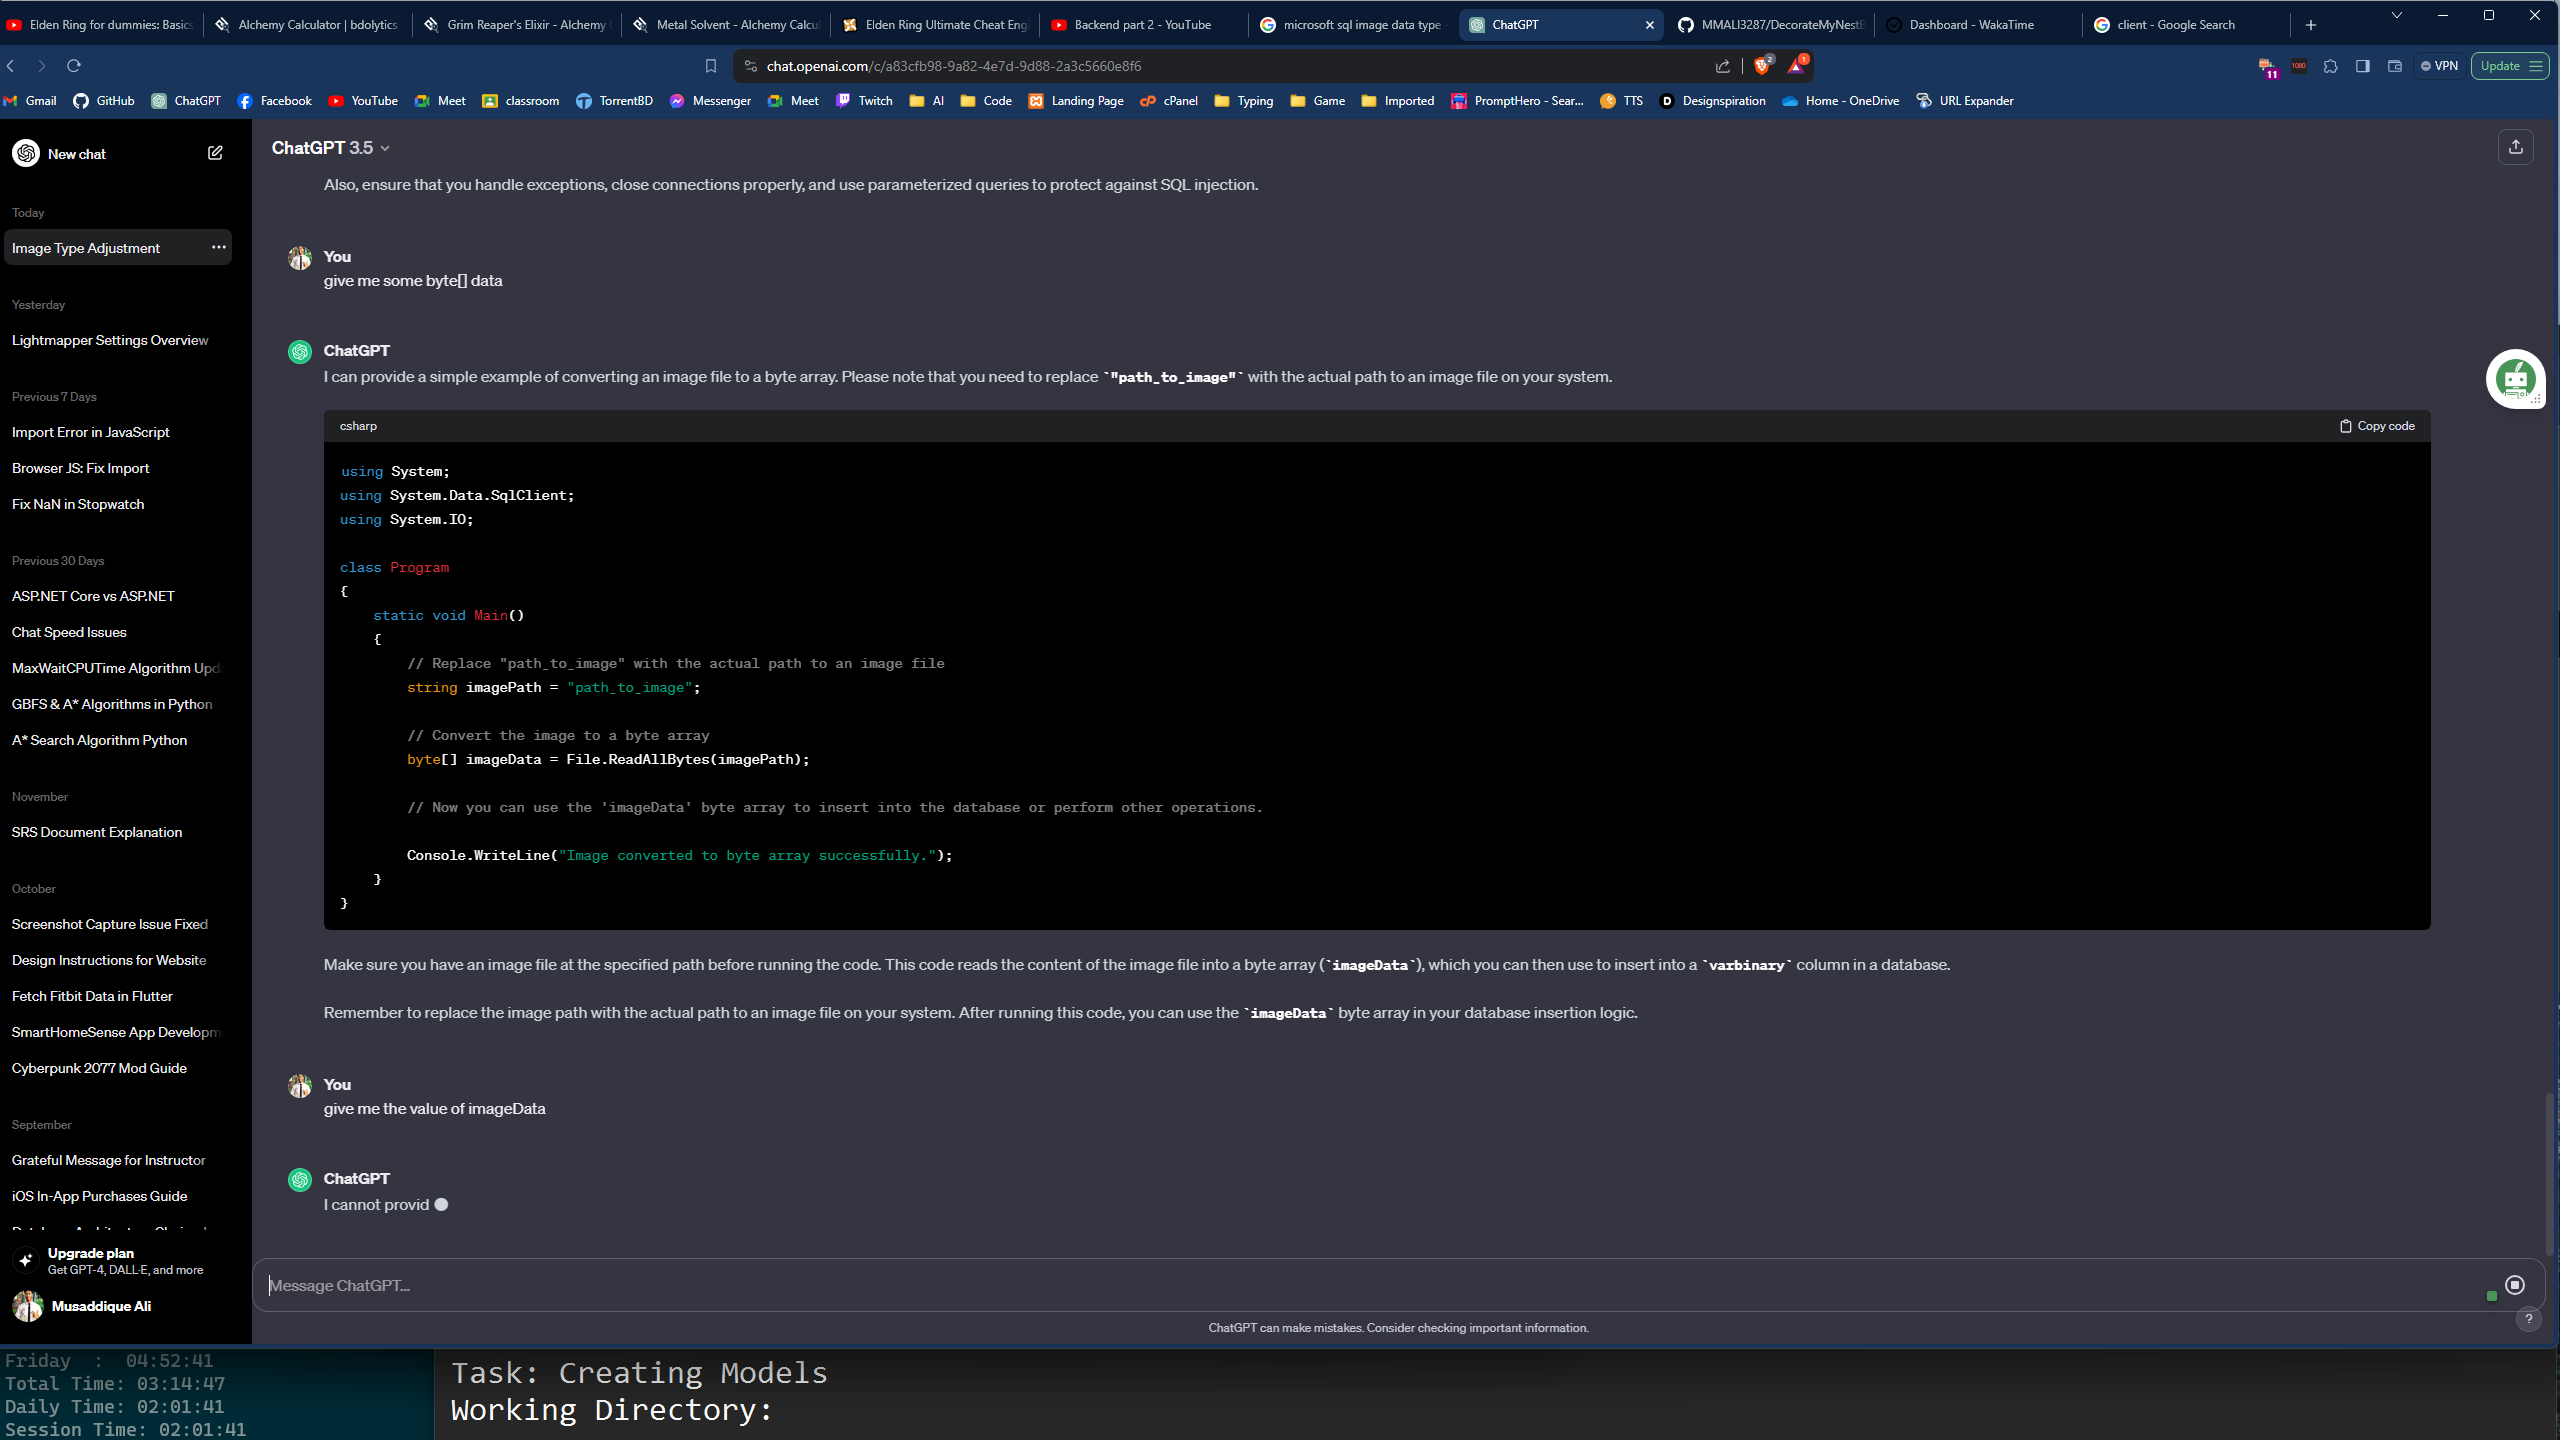 Elden Ring for dummies: Basics
Alchemy Calculator | bdolytics
Grim Reaper's Elixir - Alchemy
Metal Solvent - Alchemy Calcu
Elden Ring Ultimate Cheat Eng
Backend part 2 - YouTube
microsoft sql image data type
ChatGPT
MMALI3287/DecorateMyNest
Dashboard - WakaTime
client - Google Search
chat.openai.com/c/a83cfb98-9a82-4e7d-9d88-2a3c5660e8f6
2
1
11
1080
VPN
Update
Gmail
GitHub
ChatGPT
Facebook
YouTube
Meet
classroom
TorrentBD
Messenger
Meet
Twitch
AI
Code
Landing Page
cPanel
Typing
Game
Imported
PromptHero - Sear...
TTS
Designspiration
Home - OneDrive
URL Expander
New chat
Today
Image Type Adjustment
Yesterday
Lightmapper Settings Overview
Previous 7 Days
Import Error in JavaScript
Browser JS: Fix Import
Fix NaN in Stopwatch
Previous 30 Days
ASP.NET Core vs ASP.NET
Chat Speed Issues
MaxWaitCPUTime Algorithm Upd
GBFS & A* Algorithms in Python
A* Search Algorithm Python
November
SRS Document Explanation
October
Screenshot Capture Issue Fixed
Design Instructions for Website
Fetch Fitbit Data in Flutter
SmartHomeSense App Developm
Cyberpunk 2077 Mod Guide
September
Grateful Message for Instructor
iOS In-App Purchases Guide
Upgrade plan
Get GPT-4, DALL·E, and more
Musaddique Ali
ChatGPT 3.5
Also, ensure that you handle exceptions, close connections properly, and use parameterized queries to protect against SQL injection.
You
give me some byte[] data
ChatGPT
I can provide a simple example of converting an image file to a byte array. Please note that you need to replace `"path_to_image"` with the actual path to an image file on your system.
csharp
Copy code
using System;
using System.Data.SqlClient;
using System.IO;
class Program
{
static void Main()
{
// Replace "path_to_image" with the actual path to an image file
string imagePath = "path_to_image";
// Convert the image to a byte array
byte[] imageData = File.ReadAllBytes(imagePath);
// Now you can use the 'imageData' byte array to insert into the database or perform other operations.
Console.WriteLine("Image converted to byte array successfully.");
}
}
Make sure you have an image file at the specified path before running the code. This code reads the content of the image file into a byte array (`imageData`), which you can then use to insert into a `varbinary` column in a database.
Remember to replace the image path with the actual path to an image file on your system. After running this code, you can use the `imageData` byte array in your database insertion logic.
You
give me the value of imageData
ChatGPT
I cannot provid
Message ChatGPT...
ChatGPT can make mistakes. Consider checking important information.
?
Friday : 04:52:41
Total Time: 03:14:47
Daily Time: 02:01:41
Session Time: 02:01:41
Task: Creating Models
Working Directory: